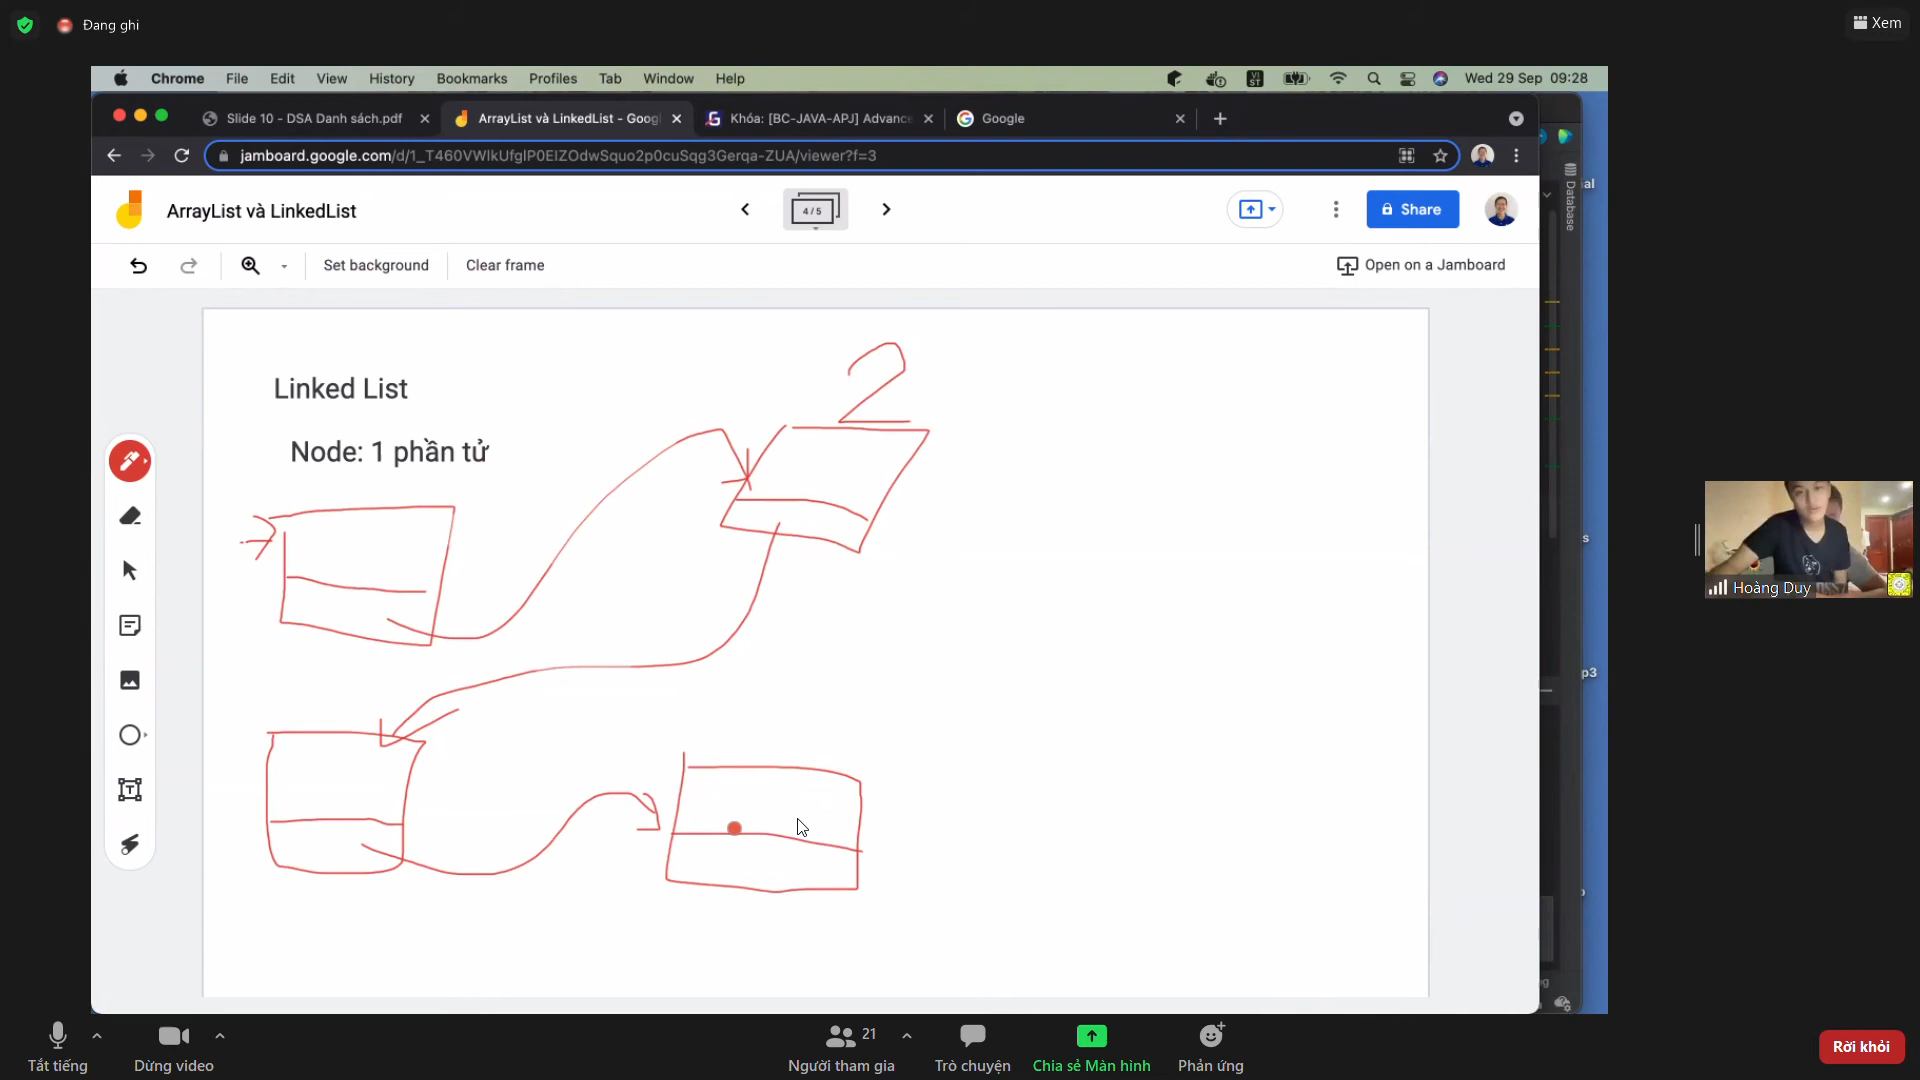 Đang ghi
Xem
Chrome File Edit View History Bookmarks Profiles Tab Window Help
VI
ST
Wed 29 Sep 09:28
Slide 10 - DSA Danh sách.pdf
ArrayList và LinkedList - Goog
Khóa: [BC-JAVA-APJ] Advance
Google
jamboard.google.com/d/1_T460VWlkUfglP0EIZOdwSquo2p0cuSqg3Gerqa-ZUA/viewer?f=3
ArrayList và LinkedList
4/5
Share
Database
Set background
Clear frame
Open on a Jamboard
2
Linked List
Node: 1 phần tử
Hoàng Duy
Tắt tiếng
Dừng video
21
Người tham gia
Trò chuyện
Chia sẻ Màn hình
Phản ứng
Rời khỏi